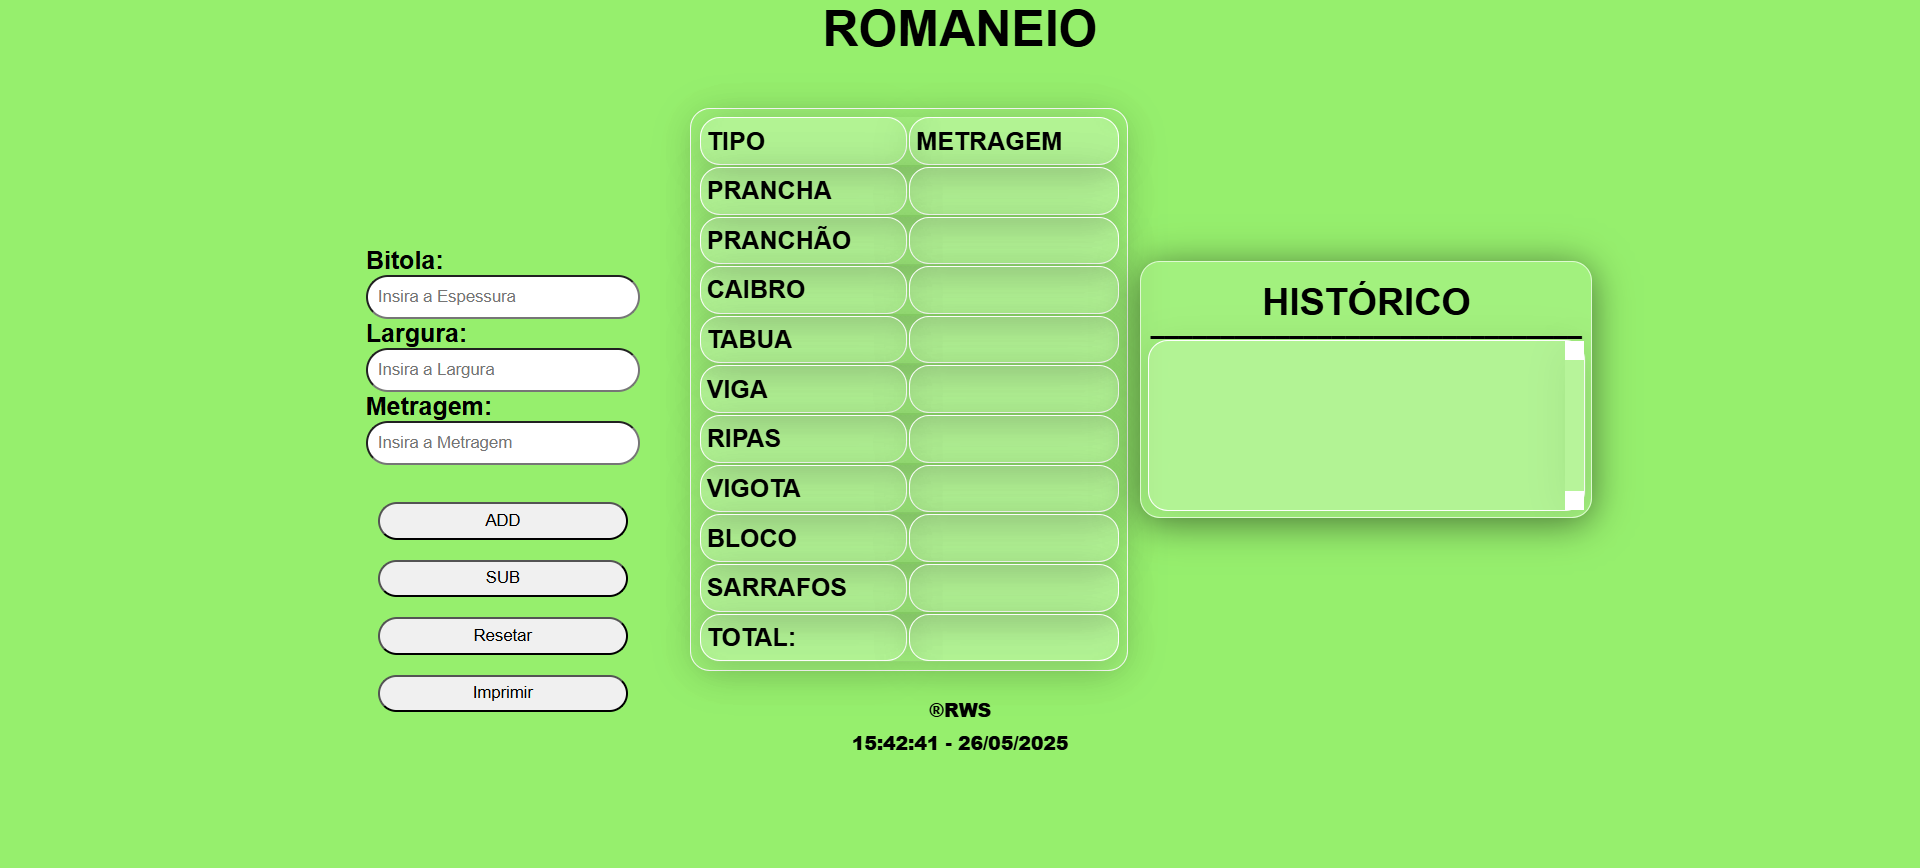 ROMANEIO
Bitola:
Insira a Espessura
Largura:
Insira a Largura
Metragem:
Insira a Metragem
ADD
SUB
Resetar
Imprimir
TIPO METRAGEM
PRANCHA
PRANCHÃO
CAIBRO
TABUA
VIGA
RIPAS
VIGOTA
BLOCO
SARRAFOS
TOTAL:
HISTÓRICO
®RWS
15:42:41 - 26/05/2025